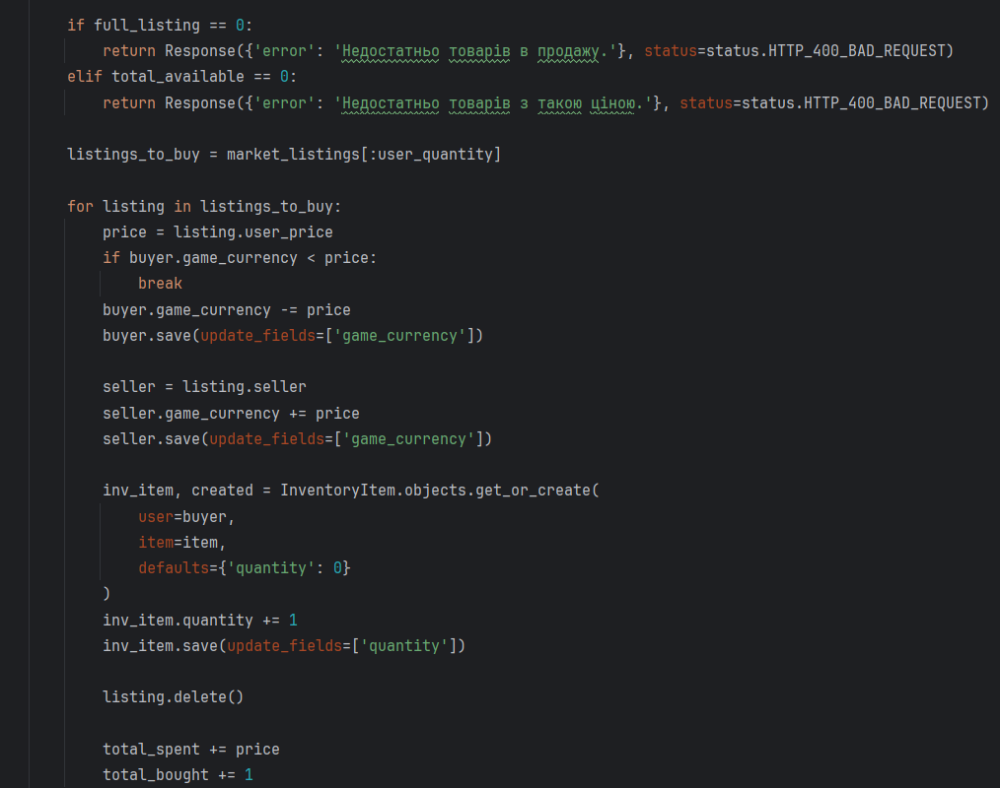 if full_listing == 0:
return Response({'error': 'Недостатньо товарів в продажу.'}, status=status.HTTP_400_BAD_REQUEST)
elif total_available == 0:
return Response({'error': 'Недостатньо товарів з такою ціною.'}, status=status.HTTP_400_BAD_REQUEST)
listings_to_buy = market_listings[:user_quantity]
for listing in listings_to_buy:
price = listing.user_price
if buyer.game_currency < price:
break
buyer.game_currency -= price
buyer.save(update_fields=['game_currency'])
seller = listing.seller
seller.game_currency += price
seller.save(update_fields=['game_currency'])
inv_item, created = InventoryItem.objects.get_or_create(
user=buyer,
item=item,
defaults={'quantity': 0}
)
inv_item.quantity += 1
inv_item.save(update_fields=['quantity'])
listing.delete()
total_spent += price
total_bought += 1